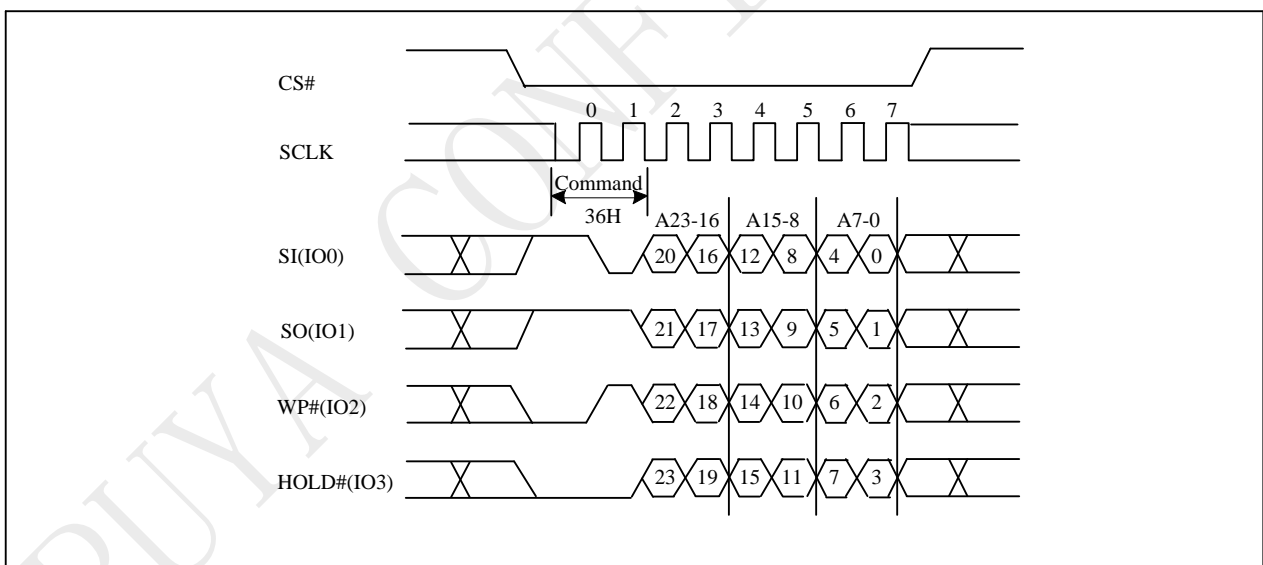 CS#
0 1 2 3 4 5 6 7
SCLK
Command
36H
A23-16 A15-8 A7-0
SI(IO0) 20 16 12 8 4 0
SO(IO1) 21 17 13 9 5 1
WP#(IO2) 22 18 14 10 6 2
HOLD#(IO3) 23 19 15 11 7 3
PUYA CONF